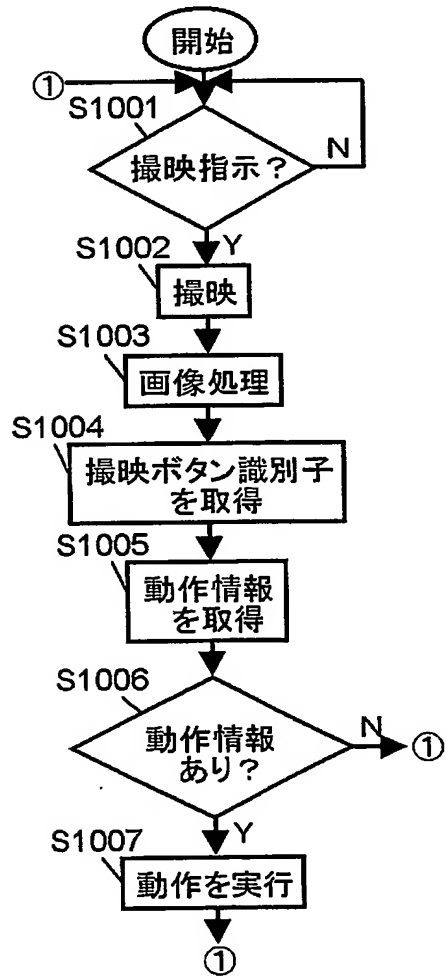 開始
①
S1001
撮映指示？
N
Y
S1002
撮映
S1003
画像処理
S1004
撮映ボタン識別子
を取得
S1005
動作情報
を取得
S1006
動作情報
あり？
N
①
Y
S1007
動作を実行
①